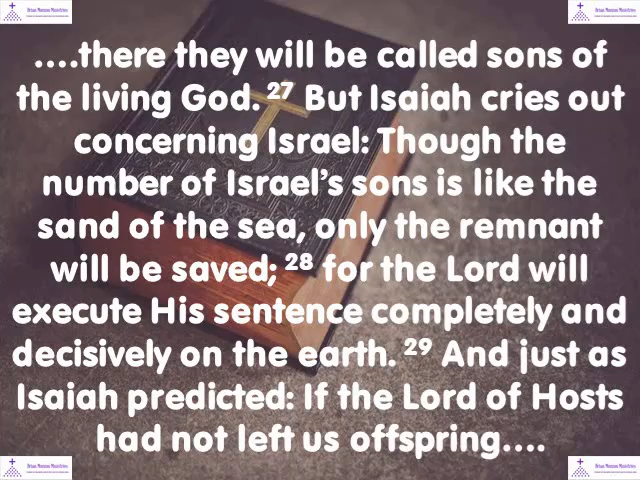 ....there they will be called sons of
the living God. ²⁷ But Isaiah cries out
concerning Israel: Though the
number of Israel’s sons is like the
sand of the sea, only the remnant
will be saved; ²⁸ for the Lord will
execute His sentence completely and
decisively on the earth. ²⁹ And just as
Isaiah predicted: If the Lord of Hosts
had not left us offspring....